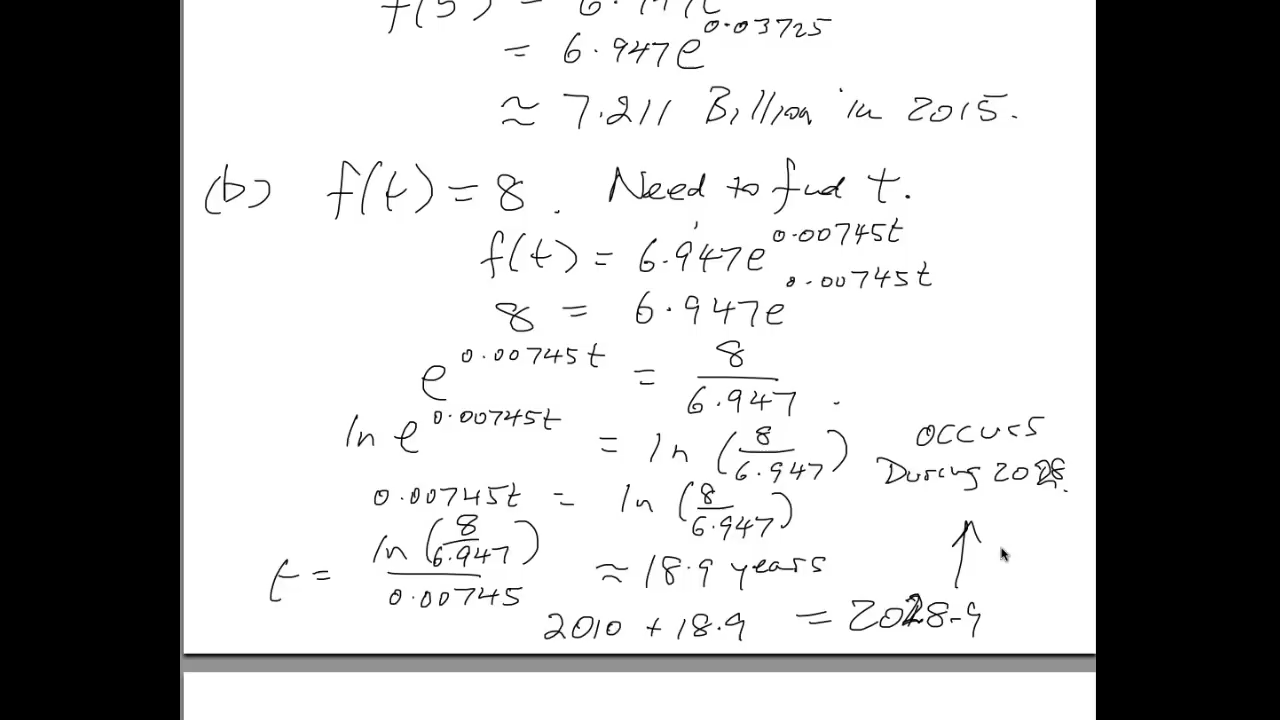 f(5) = 6.947e
= 6.947e^0.03725
≈ 7.211 Billion in 2015.
(b) f(t) = 8. Need to find t.
f(t) = 6.947e^0.00745t
8 = 6.947e^0.00745t
e^0.00745t = 8/6.947.
ln e^0.00745t = ln (8/6.947)
occurs
During 2028.
0.00745t = ln (8/6.947)
t = ln (8/6.947)/0.00745 ≈ 18.9 years
2010 + 18.9 = 2028.9